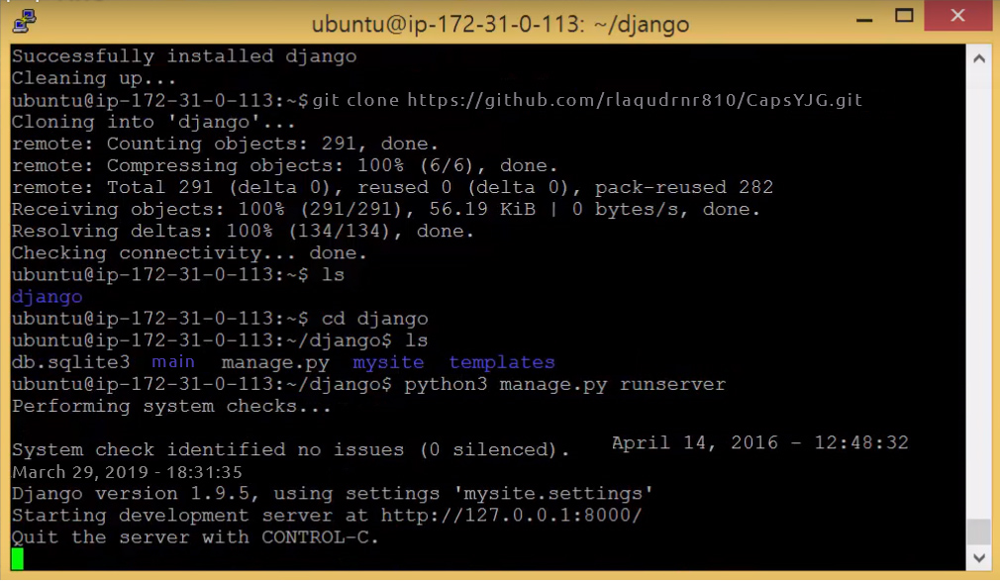 ubuntu@ip-172-31-0-113: ~/django
Successfully installed django
Cleaning up...
ubuntu@ip-172-31-0-113:~$ git clone https://github.com/rlaqudrnr810/CapsYJG.git
Cloning into 'django'...
remote: Counting objects: 291, done.
remote: Compressing objects: 100% (6/6), done.
remote: Total 291 (delta 0), reused 0 (delta 0), pack-reused 282
Receiving objects: 100% (291/291), 56.19 KiB | 0 bytes/s, done.
Resolving deltas: 100% (134/134), done.
Checking connectivity... done.
ubuntu@ip-172-31-0-113:~$ ls
django
ubuntu@ip-172-31-0-113:~$ cd django
ubuntu@ip-172-31-0-113:~/django$ ls
db.sqlite3 main manage.py mysite templates
ubuntu@ip-172-31-0-113:~/django$ python3 manage.py runserver
Performing system checks...
System check identified no issues (0 silenced). April 14, 2016 - 12:48:32
March 29, 2019 - 18:31:35
Django version 1.9.5, using settings 'mysite.settings'
Starting development server at http://127.0.0.1:8000/
Quit the server with CONTROL-C.